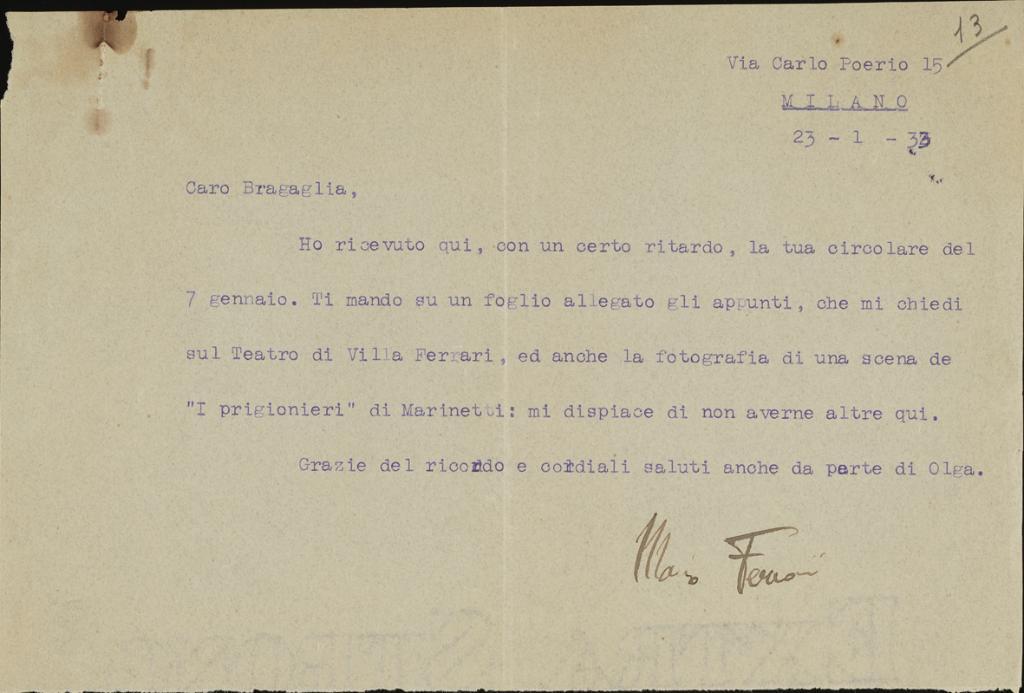 13
Via Carlo Poerio 15
MILANO
23 - 1 - 33
Caro Bragaglia,
Ho ricevuto qui, con un certo ritardo, la tua circolare del
7 gennaio. Ti mando su un foglio allegato gli appunti, che mi chiedi
sul Teatro di Villa Ferrari, ed anche la fotografia di una scena de
"I prigionieri" di Marinetti: mi dispiace di non averne altre qui.
Grazie del ricordo e cordiali saluti anche da parte di Olga.
Mario Ferrari